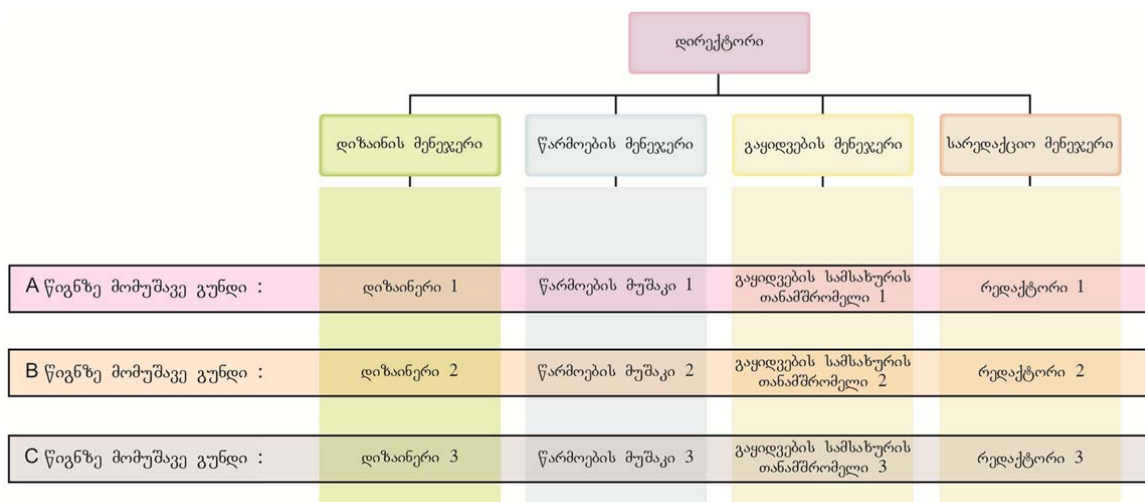 დირექტორი
დიზაინის მენეჯერი
წარმოების მენეჯერი
გაყიდვების მენეჯერი
სარედაქციო მენეჯერი
A წიგნზე მომუშავე გუნდი :
დიზაინერი 1
წარმოების მუშაკი 1
გაყიდვების სამსახურის
თანამშრომელი 1
რედაქტორი 1
B წიგნზე მომუშავე გუნდი :
დიზაინერი 2
წარმოების მუშაკი 2
გაყიდვების სამსახურის
თანამშრომელი 2
რედაქტორი 2
C წიგნზე მომუშავე გუნდი :
დიზაინერი 3
წარმოების მუშაკი 3
გაყიდვების სამსახურის
თანამშრომელი 3
რედაქტორი 3